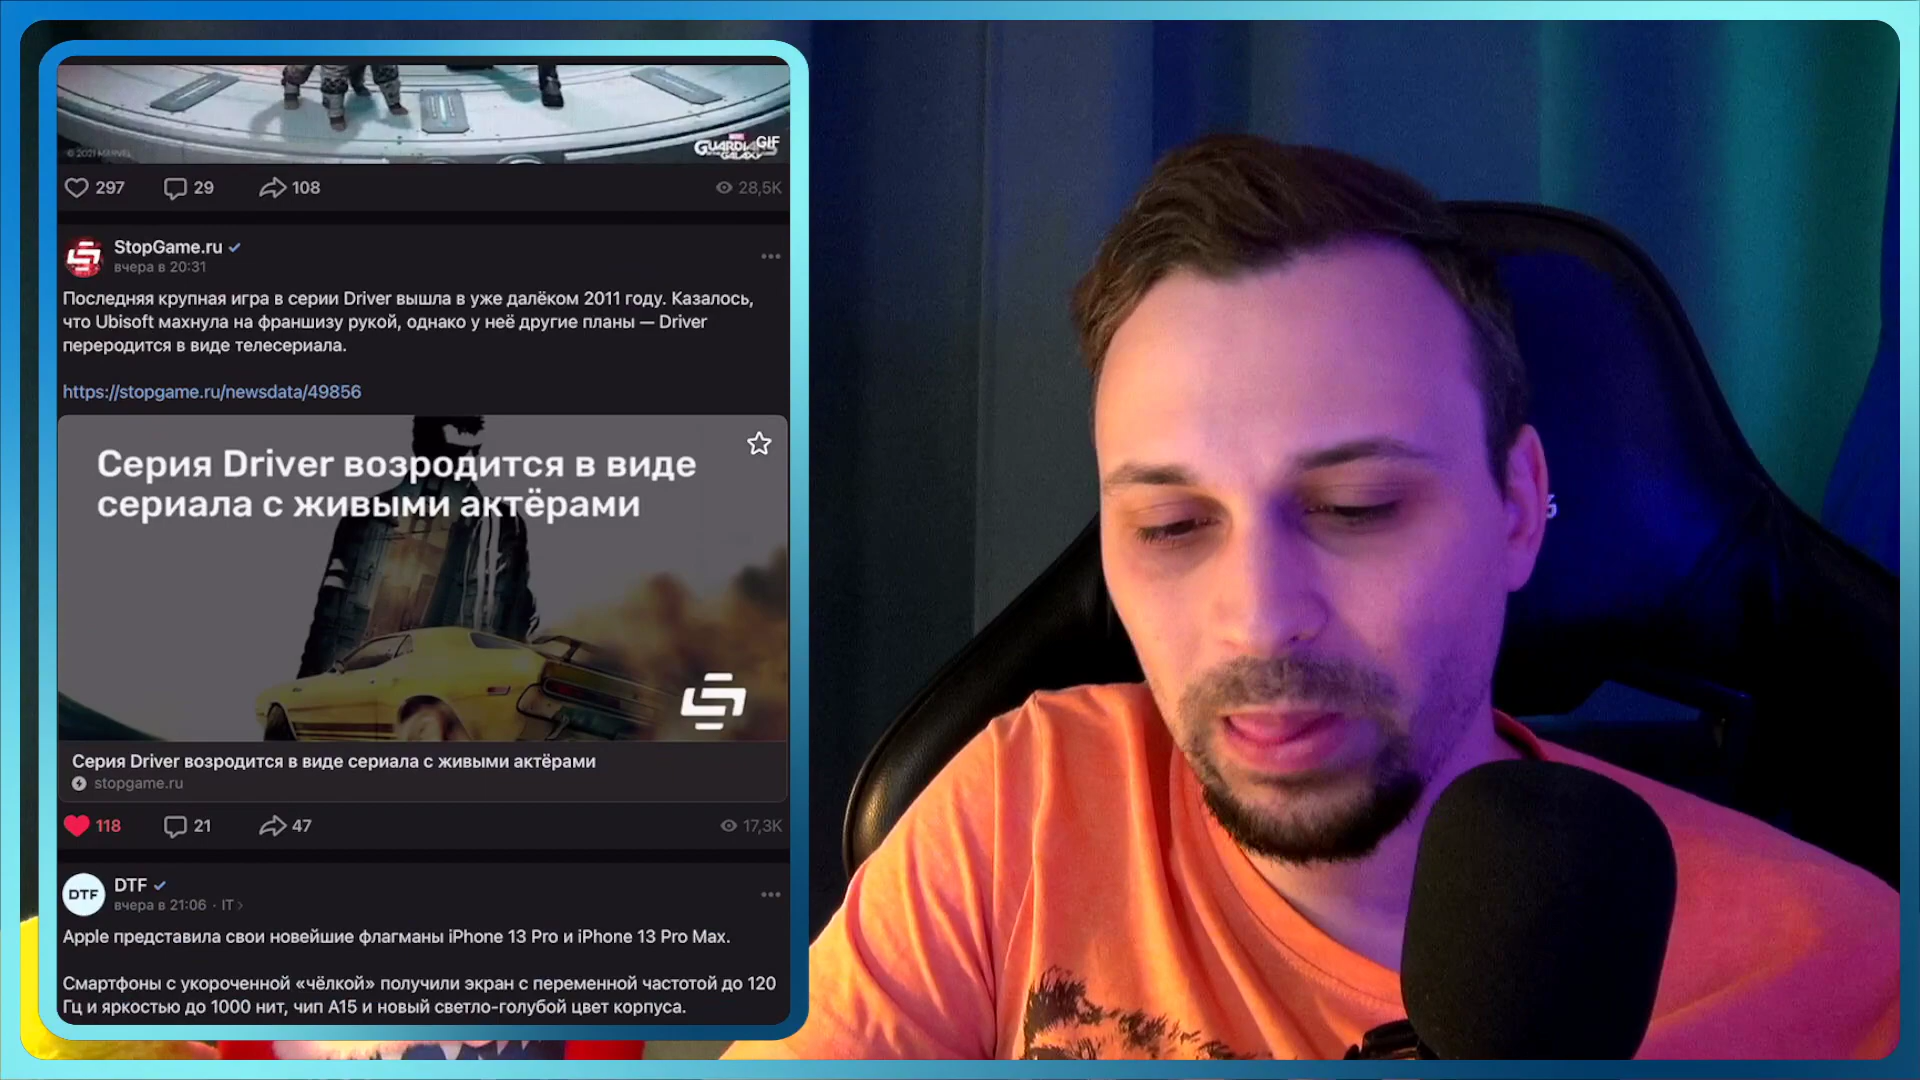 © 2021 MARVEL
GUARDIANS GIF
GALAXY
297 29 108 28,5K
StopGame.ru
вчера в 20:31
Последняя крупная игра в серии Driver вышла в уже далёком 2011 году. Казалось,
что Ubisoft махнула на франшизу рукой, однако у неё другие планы — Driver
переродится в виде телесериала.
https://stopgame.ru/newsdata/49856
Серия Driver возродится в виде
сериала с живыми актёрами
Серия Driver возродится в виде сериала с живыми актёрами
stopgame.ru
118 21 47 17,3K
DTF
DTF
вчера в 21:06 · IT >
Apple представила свои новейшие флагманы iPhone 13 Pro и iPhone 13 Pro Max.
Смартфоны с укороченной «чёлкой» получили экран с переменной частотой до 120
Гц и яркостью до 1000 нит, чип A15 и новый светло-голубой цвет корпуса.